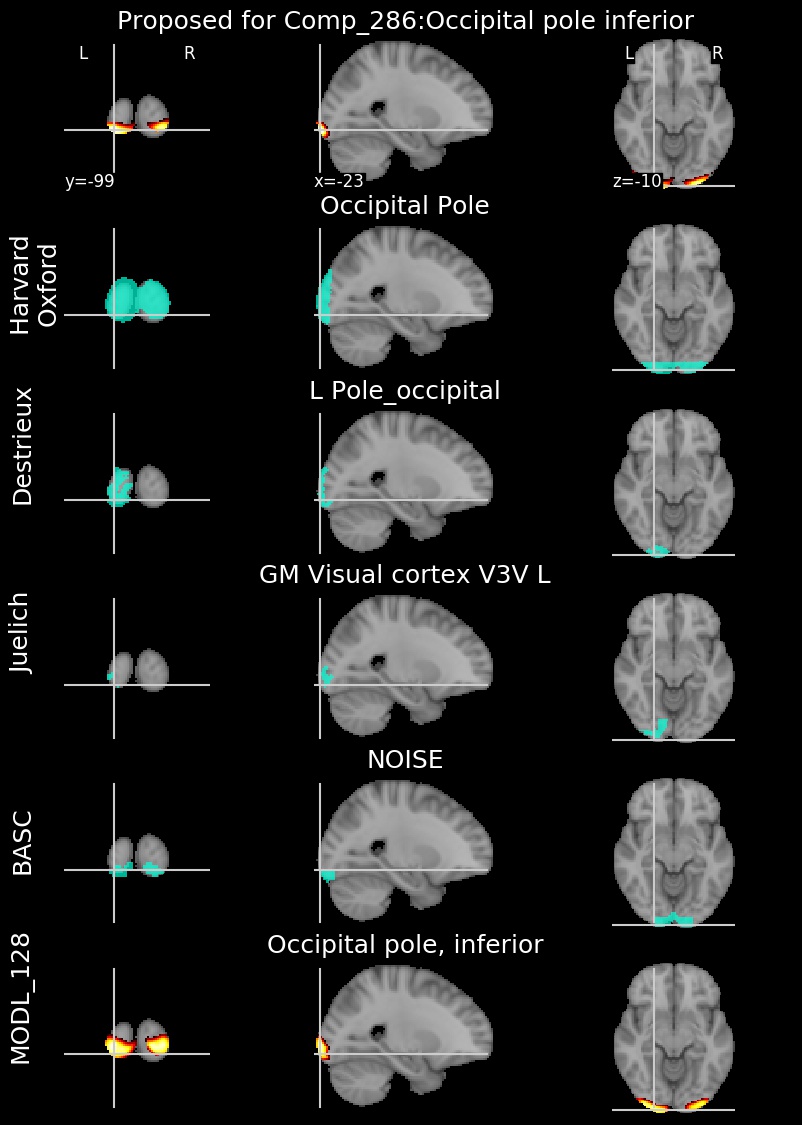 Proposed for Comp_286:Occipital pole inferior
L R L R
y=-99 x=-23 z=-10
Occipital Pole
Harvard
Oxford
L Pole_occipital
Destrieux
GM Visual cortex V3V L
Juelich
NOISE
BASC
Occipital pole, inferior
MODL_128